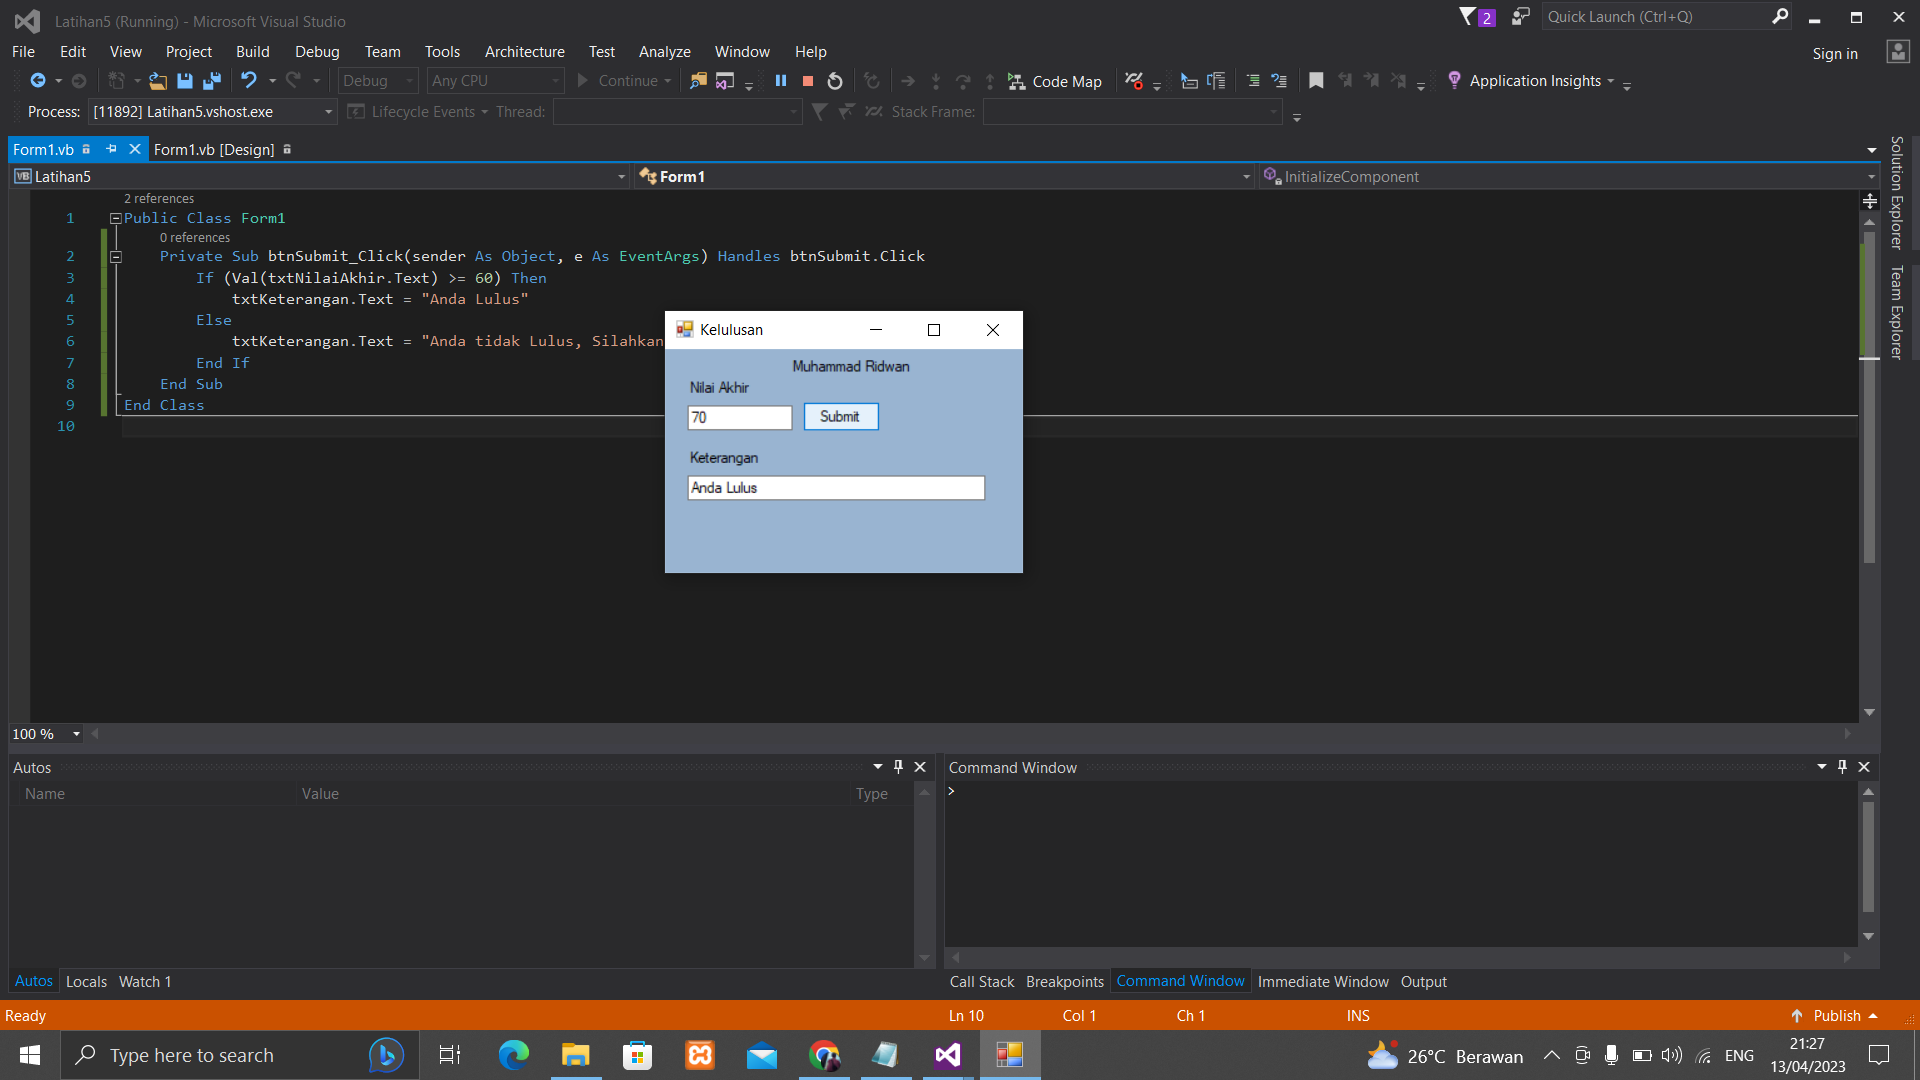 Latihan5 (Running) - Microsoft Visual Studio
2
Quick Launch (Ctrl+Q)
File Edit View Project Build Debug Team Tools Architecture Test Analyze Window Help
Sign in
Debug Any CPU Continue Code Map Application Insights
Process: [11892] Latihan5.vshost.exe Lifecycle Events Thread: Stack Frame:
Form1.vb Form1.vb [Design]
VB Latihan5 Form1 InitializeComponent
2 references
1 Public Class Form1
0 references
2 Private Sub btnSubmit_Click(sender As Object, e As EventArgs) Handles btnSubmit.Click
3 If (Val(txtNilaiAkhir.Text) >= 60) Then
4 txtKeterangan.Text = "Anda Lulus"
5 Else
6 txtKeterangan.Text = "Anda tidak Lulus, Silahkan
7 End If
8 End Sub
9 End Class
10
Kelulusan
Muhammad Ridwan
Nilai Akhir
70 Submit
Keterangan
Anda Lulus
Solution Explorer
Team Explorer
100 %
Autos
Name Value Type
Command Window
>
Autos Locals Watch 1
Call Stack Breakpoints Command Window Immediate Window Output
Ready Ln 10 Col 1 Ch 1 INS Publish
Type here to search
26°C Berawan ENG
21:27
13/04/2023